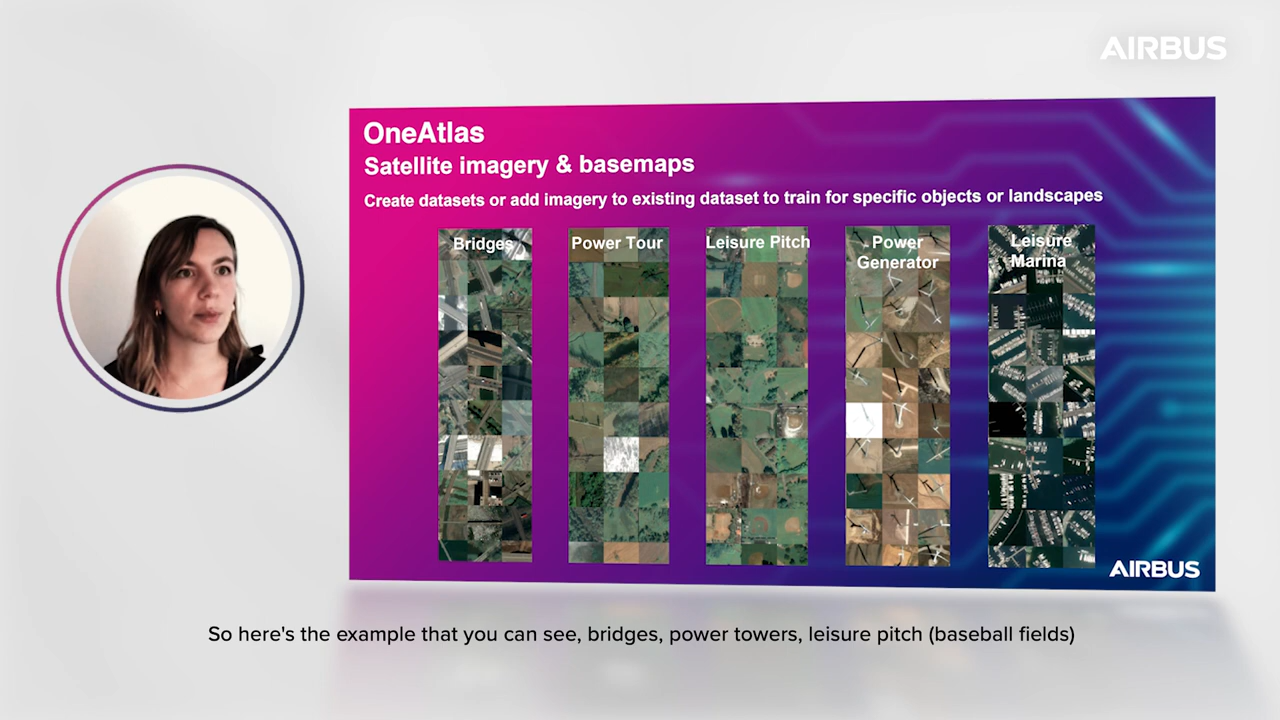 AIRBUS
OneAtlas
Satellite imagery & basemaps
Create datasets or add imagery to existing dataset to train for specific objects or landscapes
Bridges
Power Tour
Leisure Pitch
Power
Generator
Leisure
Marina
AIRBUS
So here's the example that you can see, bridges, power towers, leisure pitch (baseball fields)